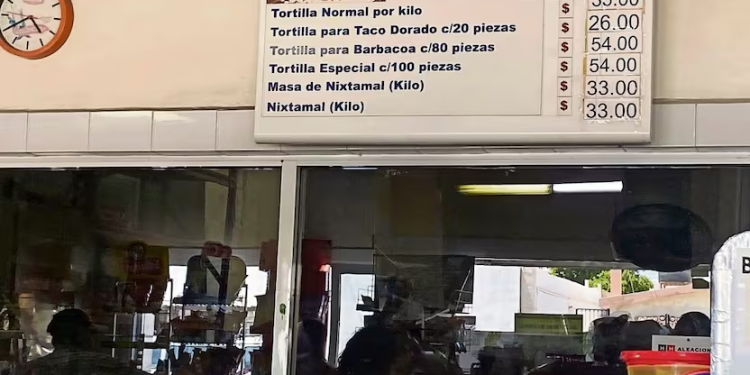 Tortilla Normal por kilo $
Tortilla para Taco Dorado c/20 piezas $ 26.00
Tortilla para Barbacoa c/80 piezas $ 54.00
Tortilla Especial c/100 piezas $ 54.00
Masa de Nixtamal (Kilo) $ 33.00
Nixtamal (Kilo) $ 33.00
B
ALEACION